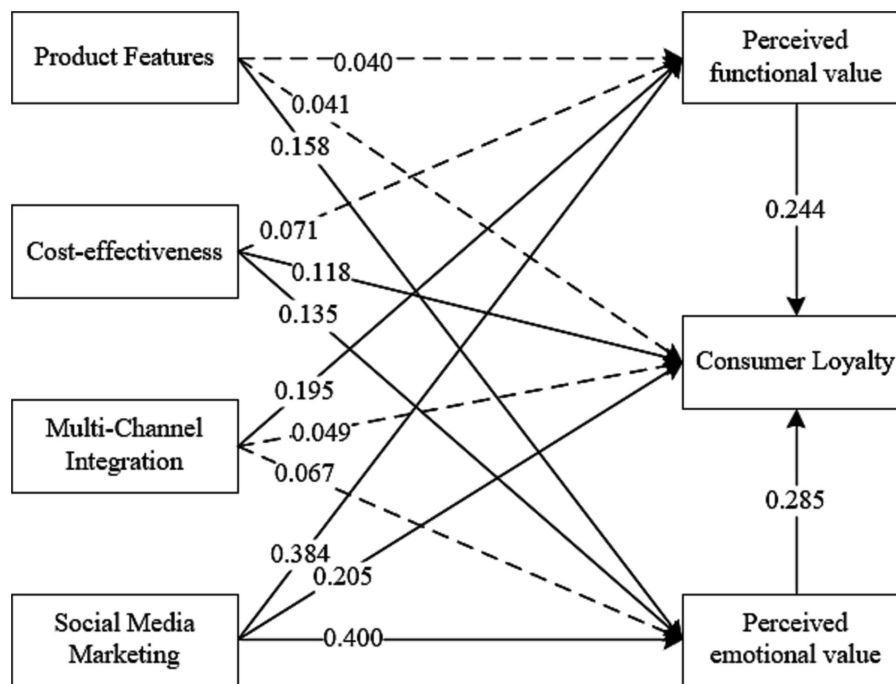 Product Features
Perceived
functional value
0.040
0.041
0.158
Cost-effectiveness
0.071
0.118
0.135
0.244
Consumer Loyalty
Multi-Channel
Integration
0.195
0.049
0.067
0.285
Social Media
Marketing
0.384
0.205
0.400
Perceived
emotional value